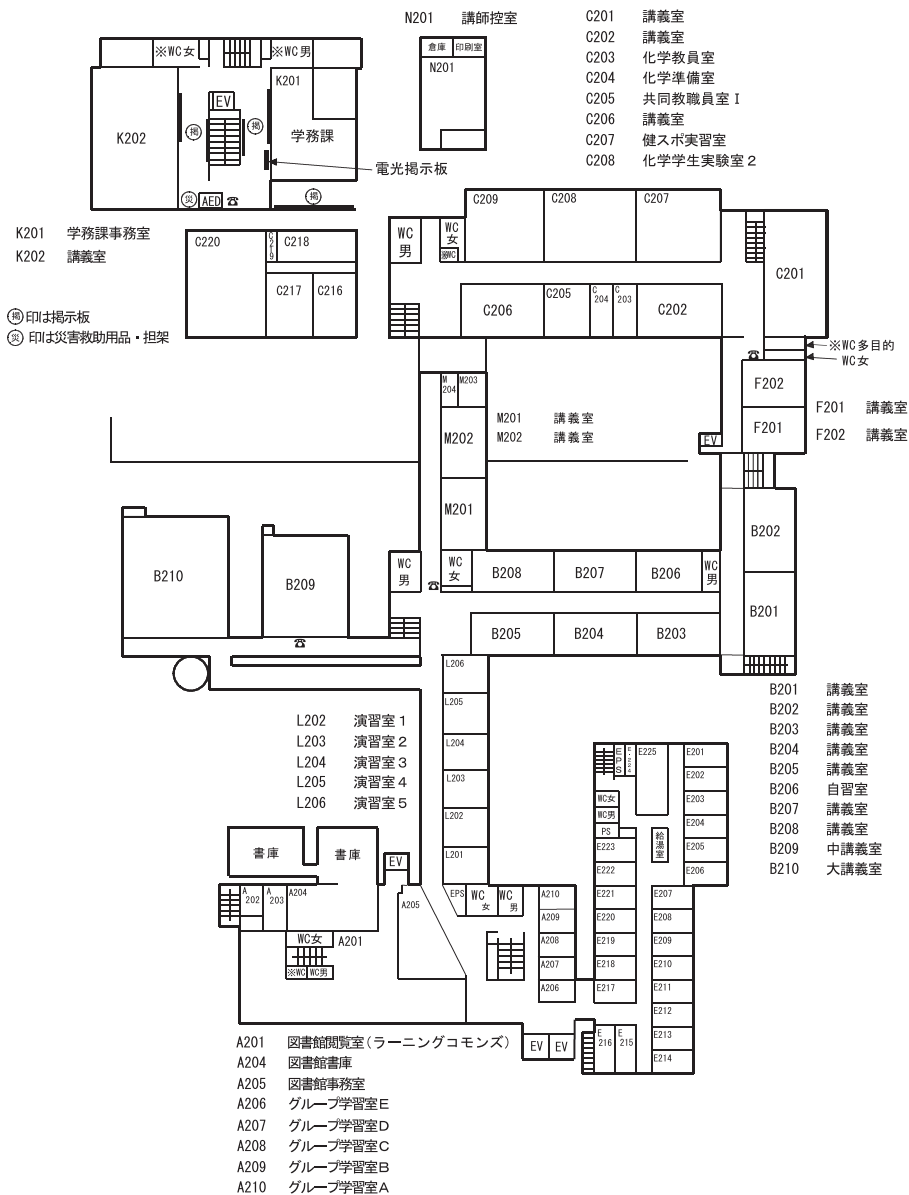 N201 講師控室
倉庫 印刷室
N201
C201 講義室
C202 講義室
C203 化学教員室
C204 化学準備室
C205 共同教職員室Ⅰ
C206 講義室
C207 健スポ実習室
C208 化学学生実験室2
※WC女 ※WC男
K201
EV
K202
掲 掲
学務課
電光掲示板
災 AED ☎ 掲
K201 学務課事務室
K202 講義室
掲印は掲示板
災印は災害救助用品・担架
C220
C219
C218
C217 C216
C209 C208 C207
WC男
WC女
※WC
C201
C206 C205 C204 C203 C202
※WC多目的
WC女
☎
F202
F201
F201 講義室
F202 講義室
EV
M204 M203
M202
M201
M201 講義室
M202 講義室
B202
B201
B210
B209
☎
WC男
☎
WC女
B208 B207 B206
WC男
B205 B204 B203
L206
L205
L204
L203
L202
L201
L202 演習室1
L203 演習室2
L204 演習室3
L205 演習室4
L206 演習室5
B201 講義室
B202 講義室
B203 講義室
B204 講義室
B205 講義室
B206 自習室
B207 講義室
B208 講義室
B209 中講義室
B210 大講義室
EPS
E225
E201
E202
WC女
WC男
PS
給湯室
E203
E204
E205
E206
E223
E222
E221
E220
E219
E218
E217
E207
E208
E209
E210
E211
E212
E213
E214
E216
E215
書庫 書庫
EV
A202 A203 A204
A205
WC女 A201
※WC WC男
EPS
WC女
WC男
A210
A209
A208
A207
A206
EV EV
A201 図書館閲覧室(ラーニングコモンズ)
A204 図書館書庫
A205 図書館事務室
A206 グループ学習室E
A207 グループ学習室D
A208 グループ学習室C
A209 グループ学習室B
A210 グループ学習室A